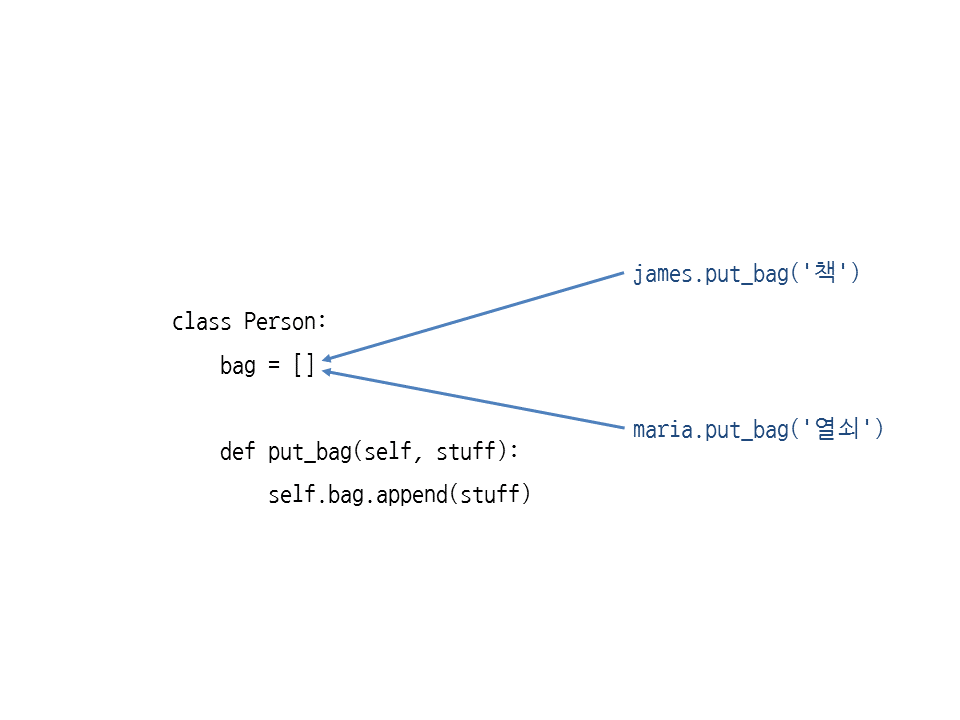 james.put_bag('책')
class Person:
    bag = []
maria.put_bag('열쇠')
    def put_bag(self, stuff):
        self.bag.append(stuff)